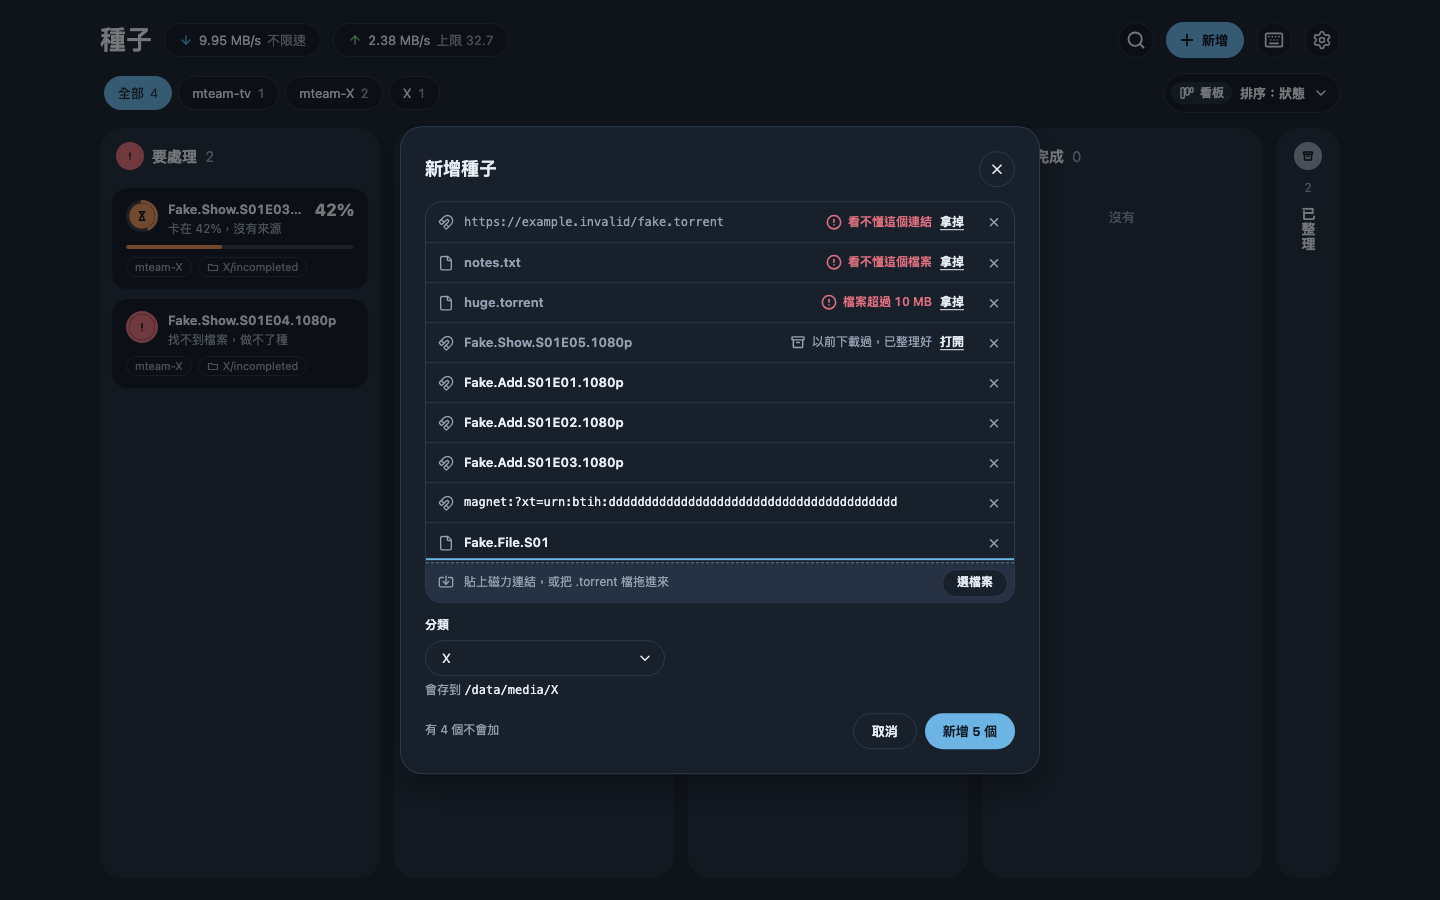 種子
9.95 MB/s 不限速
2.38 MB/s 上限 32.7
新增
全部 4
mteam-tv 1
mteam-X 2
X 1
看板
排序：狀態
要處理 2
Fake.Show.S01E03...
42%
卡在 42%，沒有來源
mteam-X
X/incompleted
Fake.Show.S01E04.1080p
找不到檔案，做不了種
mteam-X
X/incompleted
新增種子
https://example.invalid/fake.torrent
看不懂這個連結 拿掉
notes.txt
看不懂這個檔案 拿掉
huge.torrent
檔案超過 10 MB 拿掉
Fake.Show.S01E05.1080p
以前下載過，已整理好 打開
Fake.Add.S01E01.1080p
Fake.Add.S01E02.1080p
Fake.Add.S01E03.1080p
magnet:?xt=urn:btih:dddddddddddddddddddddddddddddddddddddddd
Fake.File.S01
貼上磁力連結，或把 .torrent 檔拖進來
選檔案
分類
X
會存到 /data/media/X
有 4 個不會加
取消
新增 5 個
完成 0
沒有
2
已整理